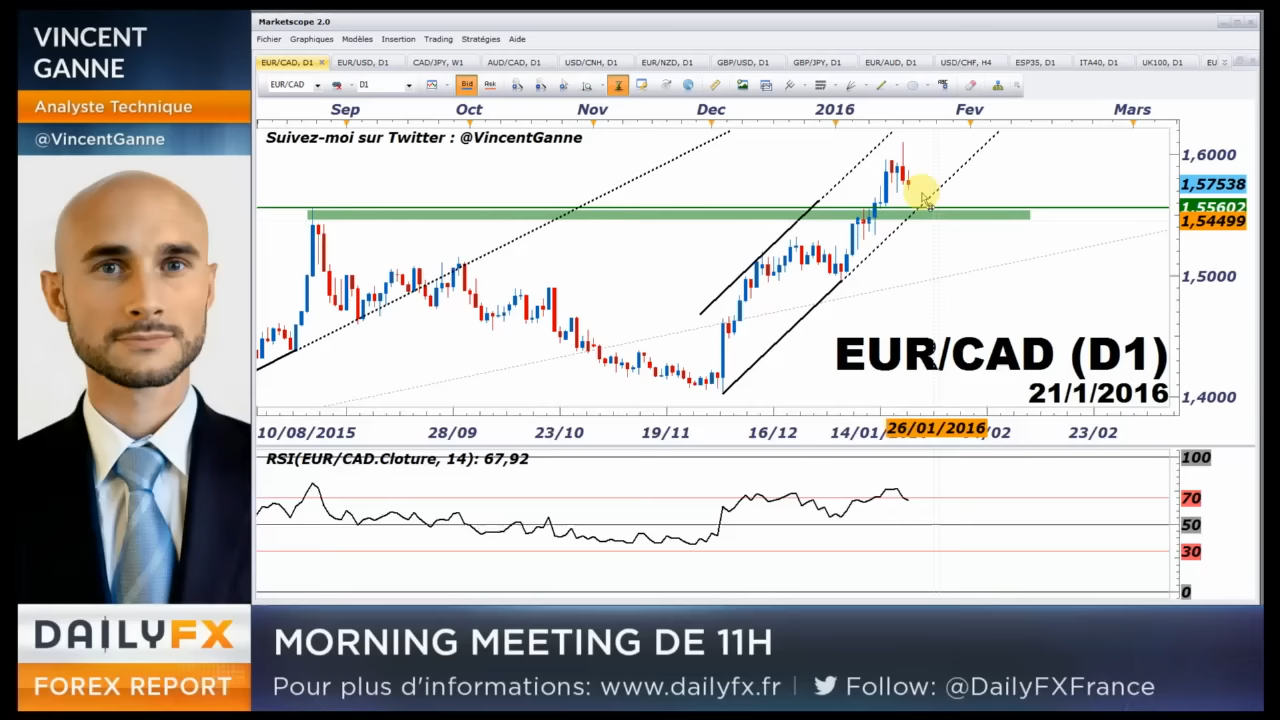 VINCENT
GANNE
Analyste Technique
@VincentGanne
Marketscope 2.0
Fichier Graphiques Modèles Insertion Trading Stratégies Aide
EUR/CAD, D1 EUR/USD, D1 CAD/JPY, W1 AUD/CAD, D1 USD/CNH, D1 EUR/NZD, D1 GBP/USD, D1 GBP/JPY, D1 EUR/AUD, D1 USD/CHF, H4 ESP35, D1 ITA40, D1 UK100, D1 EU
EUR/CAD D1 Bid Ask ABC
Sep Oct Nov Dec 2016 Fev Mars
Suivez-moi sur Twitter : @VincentGanne
1,6000
1,57538
1,55602
1,54499
1,5000
EUR/CAD (D1)
21/1/2016
1,4000
10/08/2015 28/09 23/10 19/11 16/12 14/01 26/01/2016 23/02
RSI(EUR/CAD.Cloture, 14): 67,92
100
70
50
30
0
DAILYFX
FOREX REPORT
MORNING MEETING DE 11H
Pour plus d'informations: www.dailyfx.fr | Follow: @DailyFXFrance